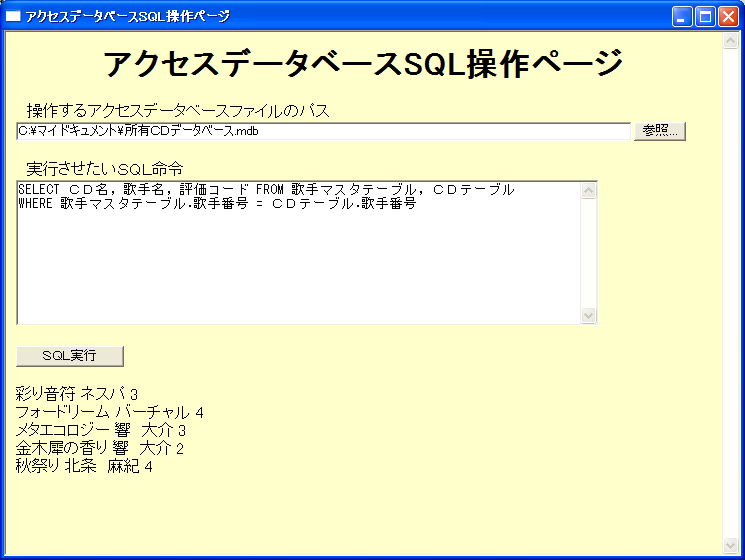 アクセスデータベースSQL操作ページ
アクセスデータベースSQL操作ページ
操作するアクセスデータベースファイルのパス
C:¥マイドキュメント¥所有CDデータベース.mdb 参照...
実行させたいSQL命令
SELECT CD名, 歌手名, 評価コード FROM 歌手マスタテーブル, CDテーブル
WHERE 歌手マスタテーブル.歌手番号 = CDテーブル.歌手番号
SQL実行
彩り音符 ネスパ 3
フォードリーム バーチャル 4
メタエコロジー 響　大介 3
金木犀の香り 響　大介 2
秋祭り 北条　麻紀 4